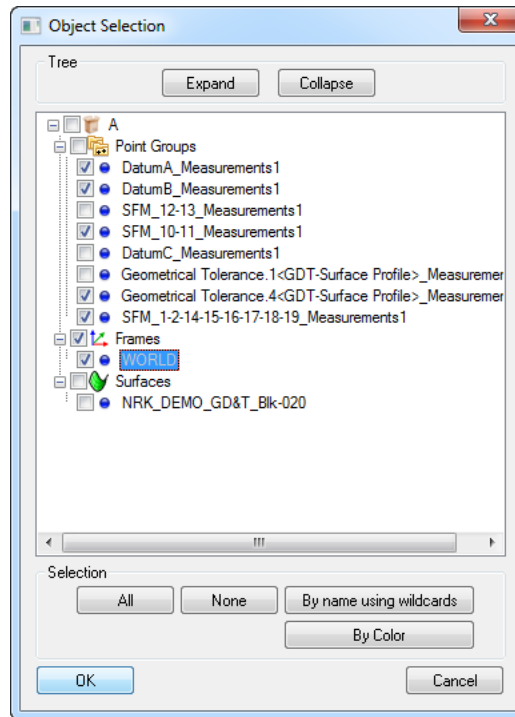 Object Selection
Tree
Expand
Collapse
A
Point Groups
DatumA_Measurements1
DatumB_Measurements1
SFM_12-13_Measurements1
SFM_10-11_Measurements1
DatumC_Measurements1
Geometrical Tolerance.1<GDT-Surface Profile>_Measuremer
Geometrical Tolerance.4<GDT-Surface Profile>_Measuremer
SFM_1-2-14-15-16-17-18-19_Measurements1
Frames
WORLD
Surfaces
NRK_DEMO_GD&T_Blk-020
Selection
All
None
By name using wildcards
By Color
OK
Cancel